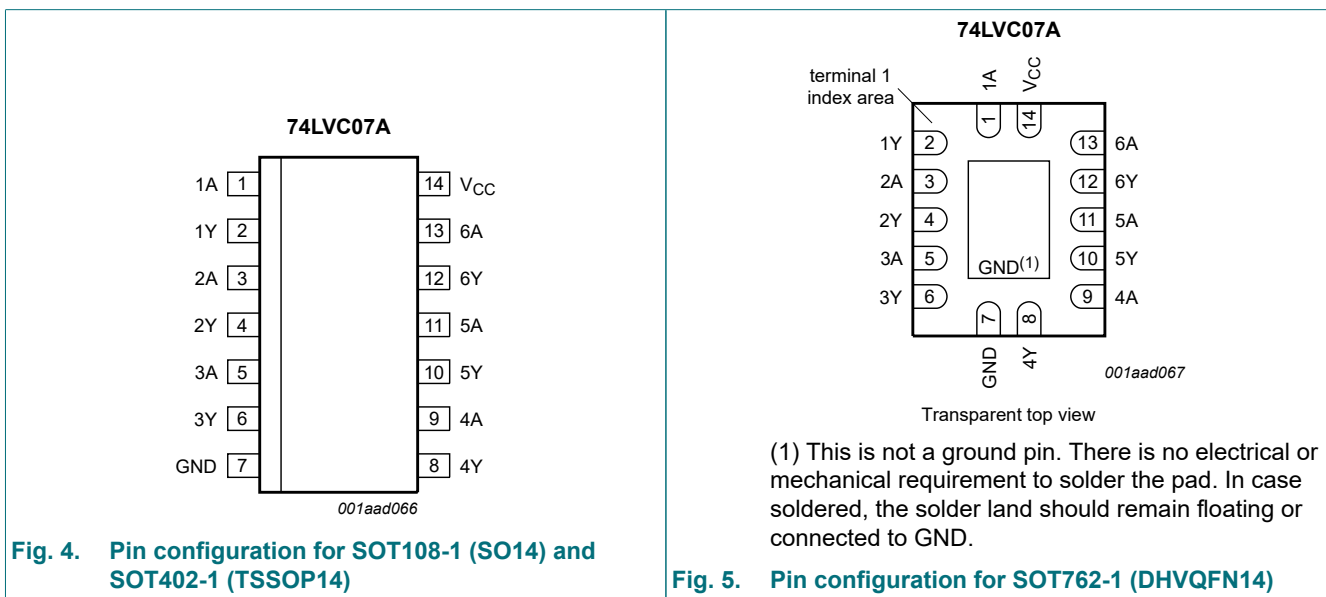 74LVC07A
1A 1 14 VCC
1Y 2 13 6A
2A 3 12 6Y
2Y 4 11 5A
3A 5 10 5Y
3Y 6 9 4A
GND 7 8 4Y
001aad066
Fig. 4. Pin configuration for SOT108-1 (SO14) and
SOT402-1 (TSSOP14)
74LVC07A
terminal 1
index area
1A VCC
1 14
1Y 2 13 6A
2A 3 12 6Y
2Y 4 11 5A
3A 5 10 5Y
GND(1)
3Y 6 9 4A
7 8
GND 4Y
001aad067
Transparent top view
(1) This is not a ground pin. There is no electrical or
mechanical requirement to solder the pad. In case
soldered, the solder land should remain floating or
connected to GND.
Fig. 5. Pin configuration for SOT762-1 (DHVQFN14)